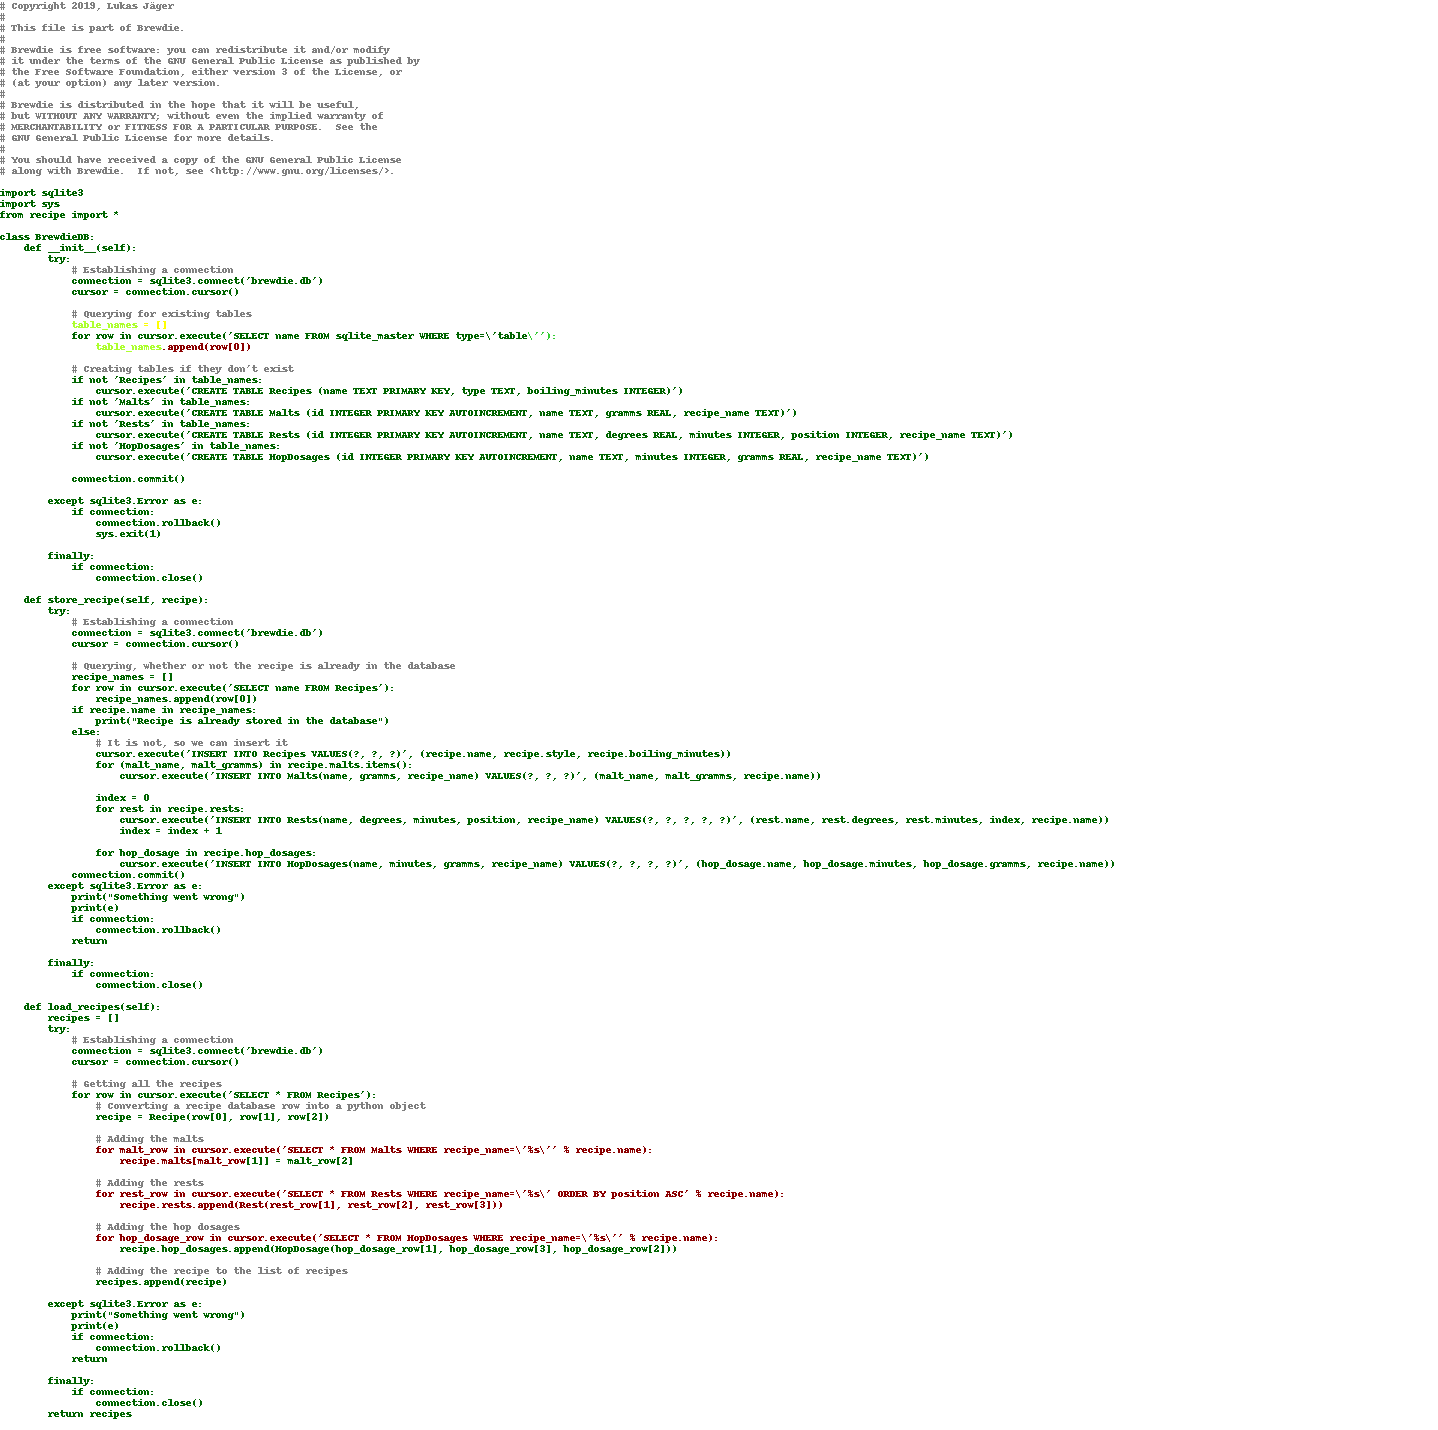 # Copyright 2019, Lukas Jäger
#
# This file is part of Brewdie.
#
# Brewdie is free software: you can redistribute it and/or modify
# it under the terms of the GNU General Public License as published by
# the Free Software Foundation, either version 3 of the License, or
# (at your option) any later version.
#
# Brewdie is distributed in the hope that it will be useful,
# but WITHOUT ANY WARRANTY; without even the implied warranty of
# MERCHANTABILITY or FITNESS FOR A PARTICULAR PURPOSE.  See the
# GNU General Public License for more details.
#
# You should have received a copy of the GNU General Public License
# along with Brewdie.  If not, see <http://www.gnu.org/licenses/>.

import sqlite3
import sys
from recipe import *

class BrewdieDB:
    def __init__(self):
        try:
            # Establishing a connection
            connection = sqlite3.connect('brewdie.db')
            cursor = connection.cursor()

            # Querying for existing tables
            table_names = []
            for row in cursor.execute('SELECT name FROM sqlite_master WHERE type=\'table\''):
                table_names.append(row[0])

            # Creating tables if they don't exist
            if not 'Recipes' in table_names:
                cursor.execute('CREATE TABLE Recipes (name TEXT PRIMARY KEY, type TEXT, boiling_minutes INTEGER)')
            if not 'Malts' in table_names:
                cursor.execute('CREATE TABLE Malts (id INTEGER PRIMARY KEY AUTOINCREMENT, name TEXT, gramms REAL, recipe_name TEXT)')
            if not 'Rests' in table_names:
                cursor.execute('CREATE TABLE Rests (id INTEGER PRIMARY KEY AUTOINCREMENT, name TEXT, degrees REAL, minutes INTEGER, position INTEGER, recipe_name TEXT)')
            if not 'HopDosages' in table_names:
                cursor.execute('CREATE TABLE HopDosages (id INTEGER PRIMARY KEY AUTOINCREMENT, name TEXT, minutes INTEGER, gramms REAL, recipe_name TEXT)')

            connection.commit()

        except sqlite3.Error as e:
            if connection:
                connection.rollback()
                sys.exit(1)

        finally:
            if connection:
                connection.close()

    def store_recipe(self, recipe):
        try:
            # Establishing a connection
            connection = sqlite3.connect('brewdie.db')
            cursor = connection.cursor()

            # Querying, whether or not the recipe is already in the database
            recipe_names = []
            for row in cursor.execute('SELECT name FROM Recipes'):
                recipe_names.append(row[0])
            if recipe.name in recipe_names:
                print("Recipe is already stored in the database")
            else:
                # It is not, so we can insert it
                cursor.execute('INSERT INTO Recipes VALUES(?, ?, ?)', (recipe.name, recipe.style, recipe.boiling_minutes))
                for (malt_name, malt_gramms) in recipe.malts.items():
                    cursor.execute('INSERT INTO Malts(name, gramms, recipe_name) VALUES(?, ?, ?)', (malt_name, malt_gramms, recipe.name))

                index = 0
                for rest in recipe.rests:
                    cursor.execute('INSERT INTO Rests(name, degrees, minutes, position, recipe_name) VALUES(?, ?, ?, ?, ?)', (rest.name, rest.degrees, rest.minutes, index, recipe.name))
                    index = index + 1

                for hop_dosage in recipe.hop_dosages:
                    cursor.execute('INSERT INTO HopDosages(name, minutes, gramms, recipe_name) VALUES(?, ?, ?, ?)', (hop_dosage.name, hop_dosage.minutes, hop_dosage.gramms, recipe.name))
            connection.commit()
        except sqlite3.Error as e:
            print("Something went wrong")
            print(e)
            if connection:
                connection.rollback()
            return

        finally:
            if connection:
                connection.close()

    def load_recipes(self):
        recipes = []
        try:
            # Establishing a connection
            connection = sqlite3.connect('brewdie.db')
            cursor = connection.cursor()

            # Getting all the recipes
            for row in cursor.execute('SELECT * FROM Recipes'):
                # Converting a recipe database row into a python object
                recipe = Recipe(row[0], row[1], row[2])

                # Adding the malts
                for malt_row in cursor.execute('SELECT * FROM Malts WHERE recipe_name=\'%s\'' % recipe.name):
                    recipe.malts[malt_row[1]] = malt_row[2]

                # Adding the rests
                for rest_row in cursor.execute('SELECT * FROM Rests WHERE recipe_name=\'%s\' ORDER BY position ASC' % recipe.name):
                    recipe.rests.append(Rest(rest_row[1], rest_row[2], rest_row[3]))

                # Adding the hop dosages
                for hop_dosage_row in cursor.execute('SELECT * FROM HopDosages WHERE recipe_name=\'%s\'' % recipe.name):
                    recipe.hop_dosages.append(HopDosage(hop_dosage_row[1], hop_dosage_row[3], hop_dosage_row[2]))

                # Adding the recipe to the list of recipes
                recipes.append(recipe)

        except sqlite3.Error as e:
            print("Something went wrong")
            print(e)
            if connection:
                connection.rollback()
            return

        finally:
            if connection:
                connection.close()
        return recipes